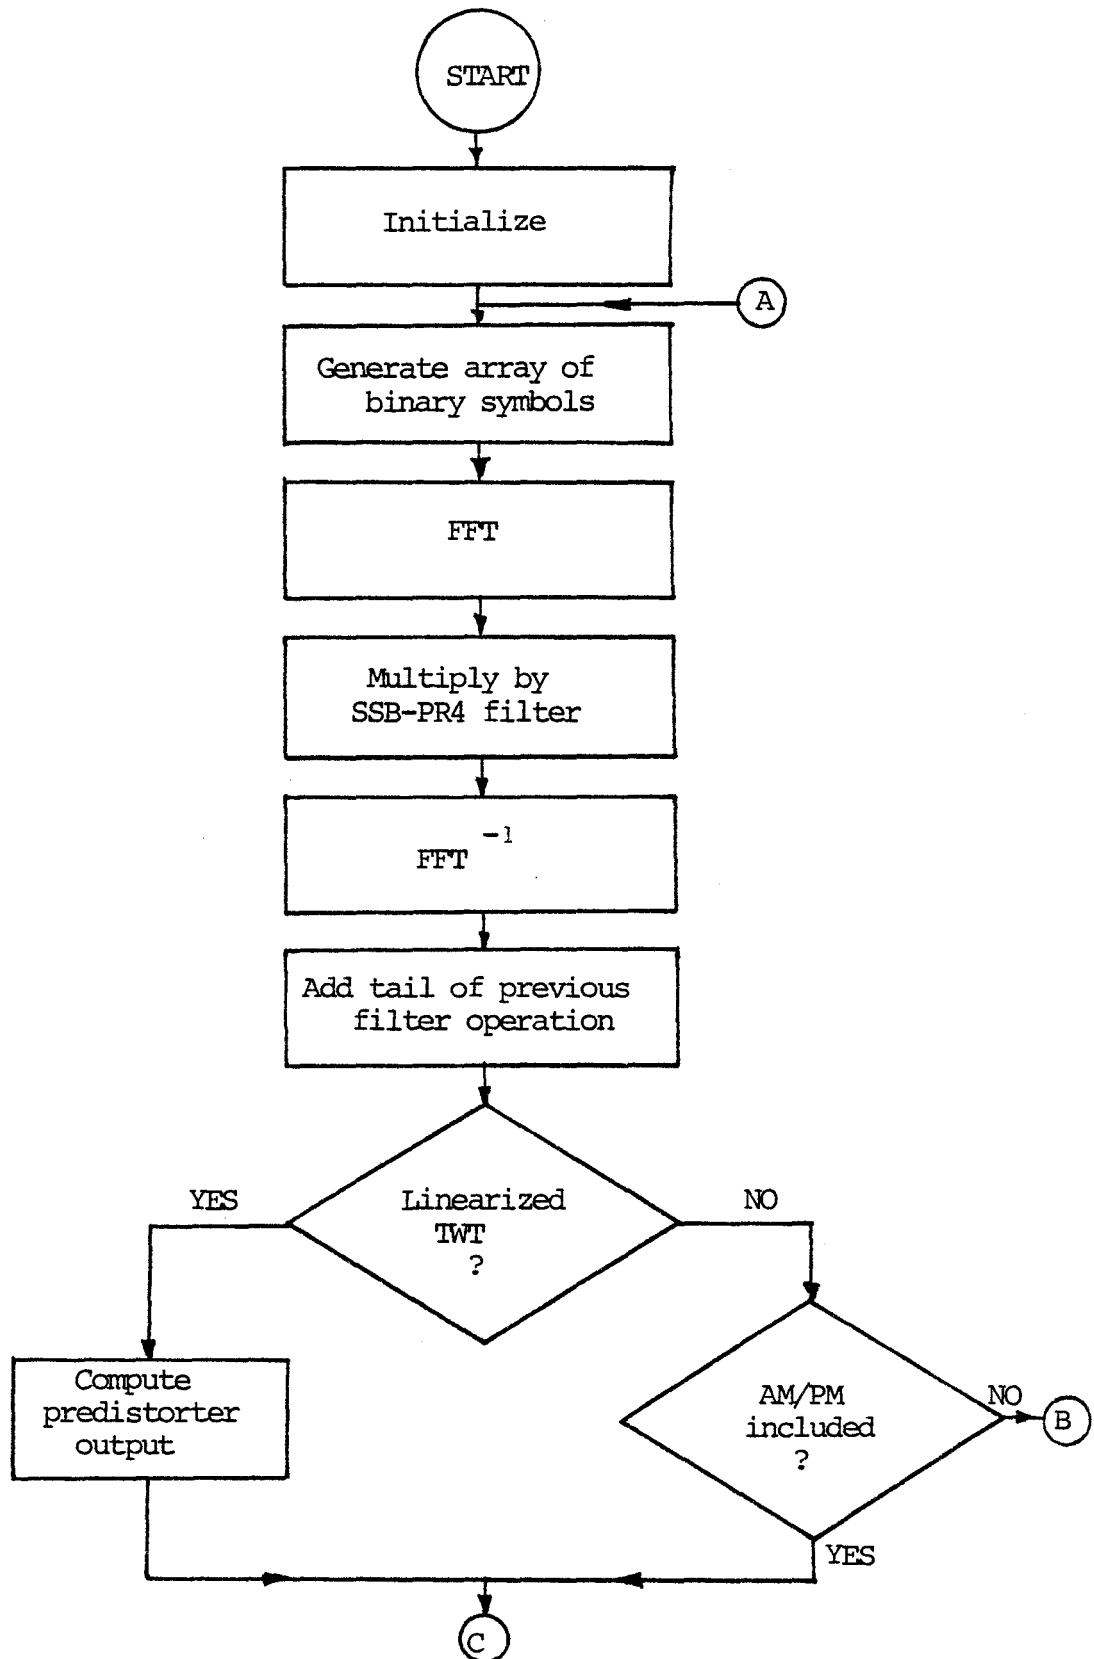 START
Initialize
A
Generate array of
binary symbols
FFT
Multiply by
SSB-PR4 filter
FFT -1
Add tail of previous
filter operation
YES
Linearized
TWT
?
NO
Compute
predistorter
output
AM/PM
included
?
NO
B
YES
C